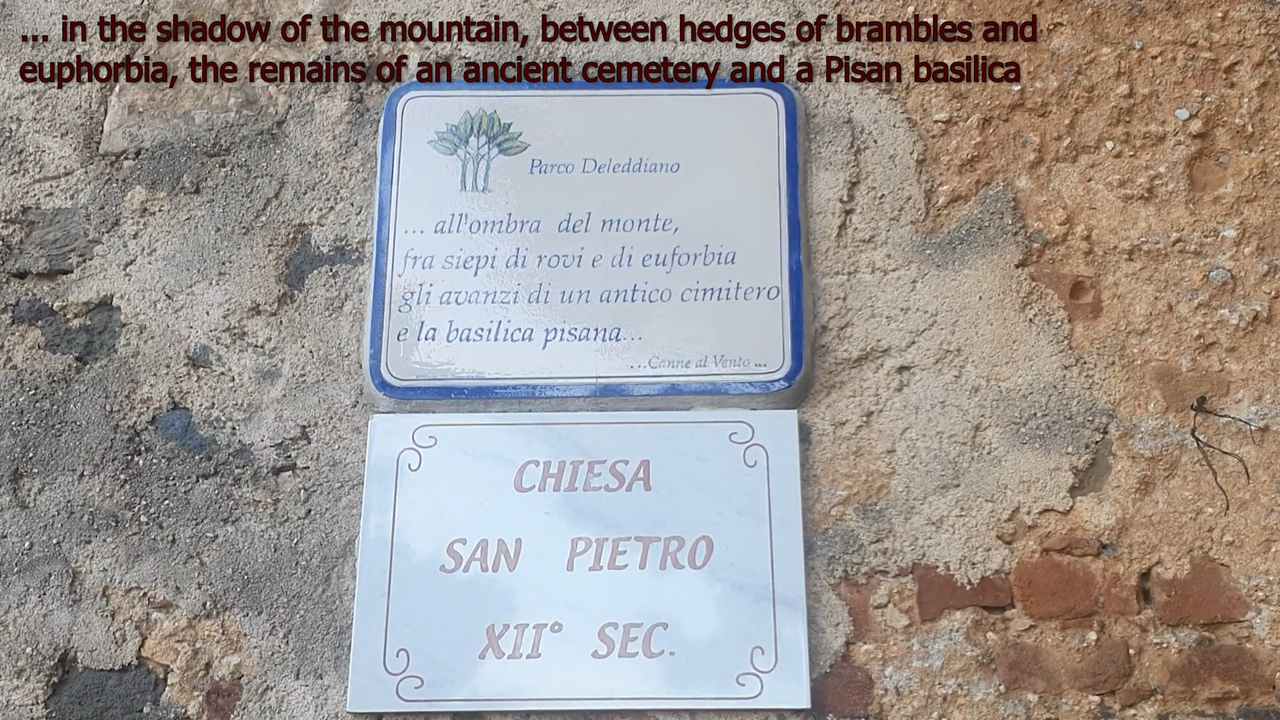 ... in the shadow of the mountain, between hedges of brambles and
euphorbia, the remains of an ancient cemetery and a Pisan basilica
Parco Deleddiano
... all'ombra del monte,
fra siepi di rovi e di euforbia
gli avanzi di un antico cimitero
e la basilica pisana...
...Canne al Vento ...
CHIESA
SAN PIETRO
XII° SEC.